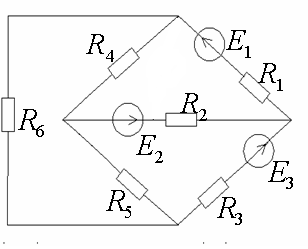 R₄ E₁
R₁
R₂
R₆ E₂
E₃
R₅ R₃